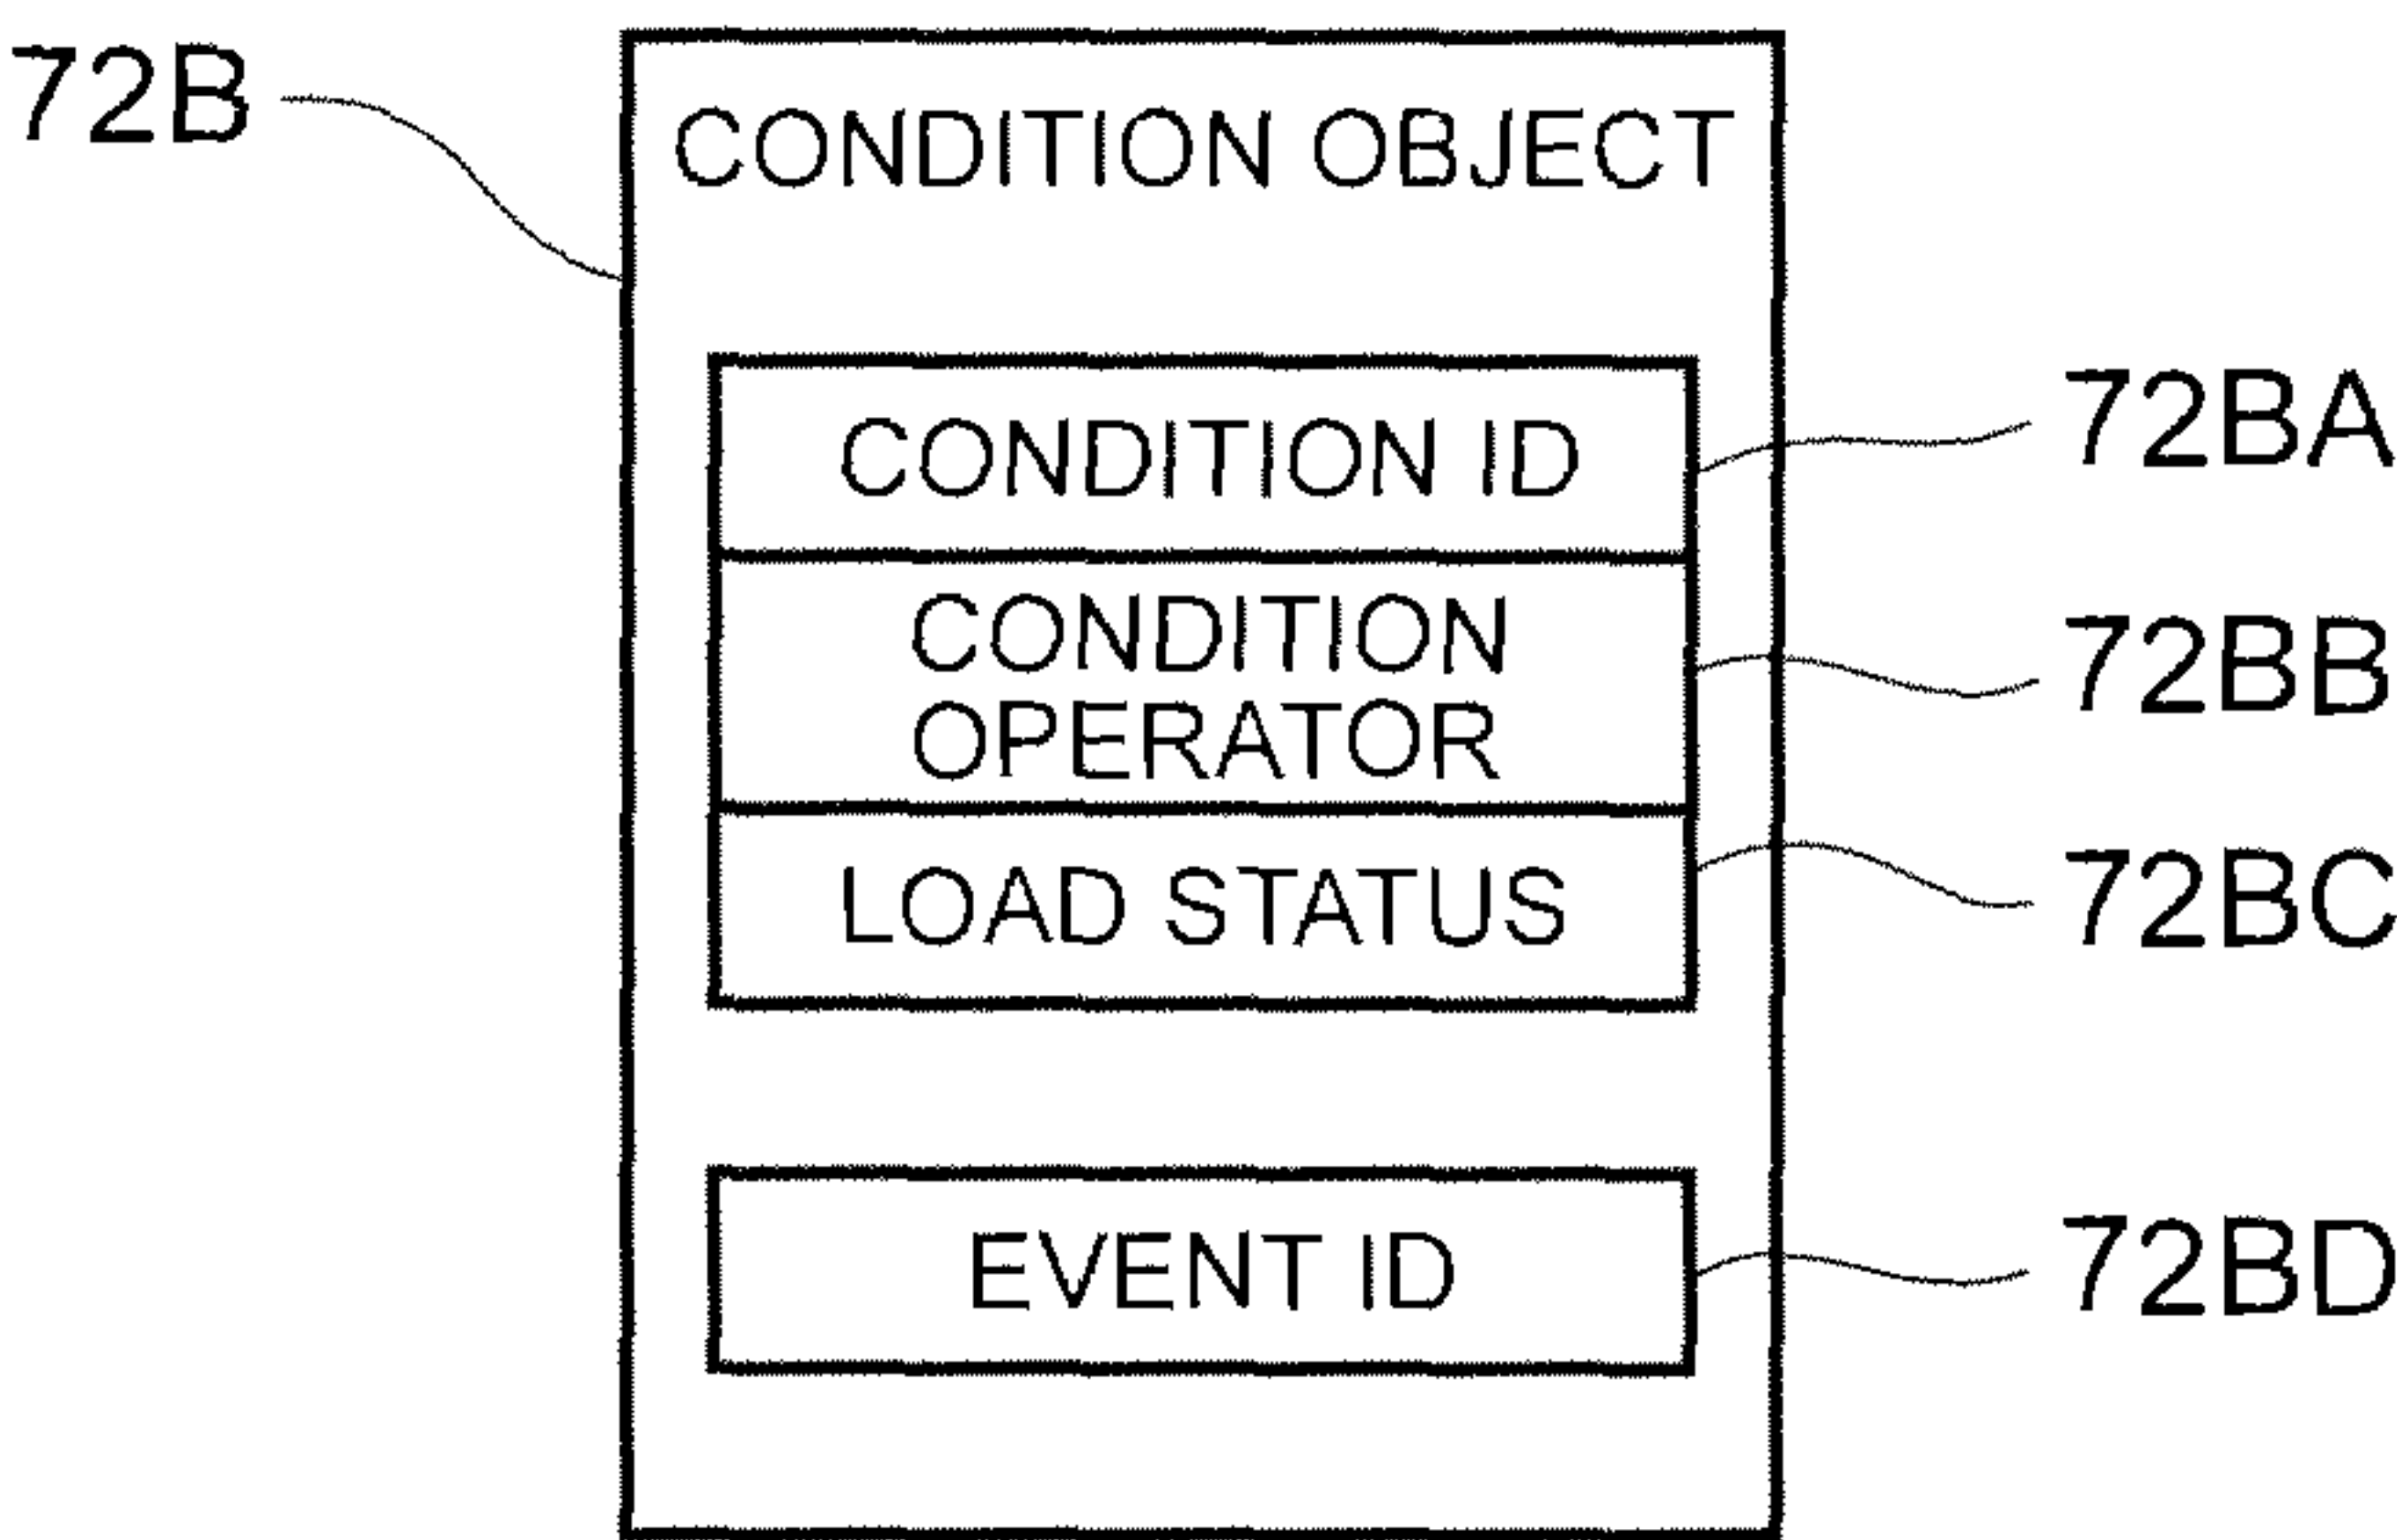 72B
CONDITION OBJECT
CONDITION ID
72BA
CONDITION
OPERATOR
72BB
LOAD STATUS
72BC
EVENT ID
72BD